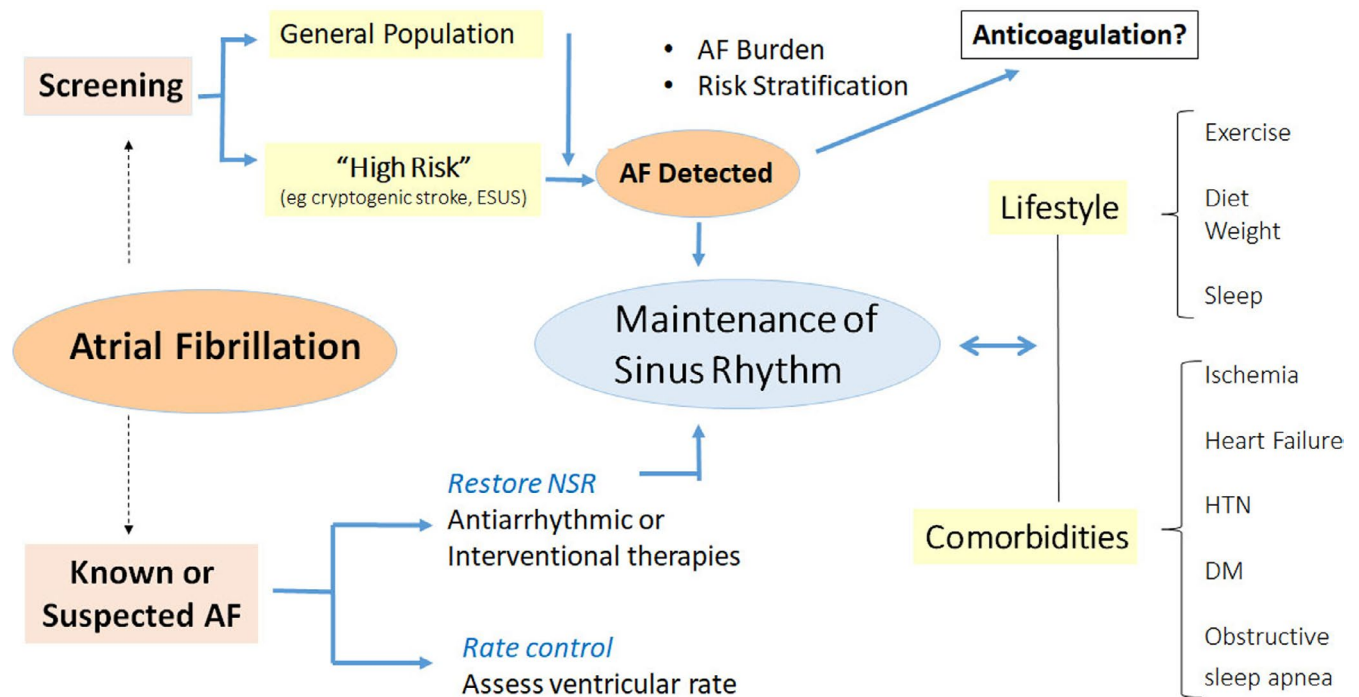 General Population
Screening
"High Risk"
(eg cryptogenic stroke, ESUS)
• AF Burden
• Risk Stratification
Anticoagulation?
AF Detected
Atrial Fibrillation
Maintenance of
Sinus Rhythm
Lifestyle
Exercise
Diet
Weight
Sleep
Comorbidities
Ischemia
Heart Failure
HTN
DM
Obstructive
sleep apnea
Known or
Suspected AF
Restore NSR
Antiarrhythmic or
Interventional therapies
Rate control
Assess ventricular rate